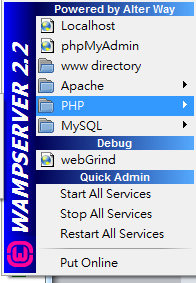 Powered by Alter Way
Localhost
phpMyAdmin
www directory
Apache
PHP
MySQL
Debug
webGrind
Quick Admin
Start All Services
Stop All Services
Restart All Services
Put Online
WAMPSERVER 2.2